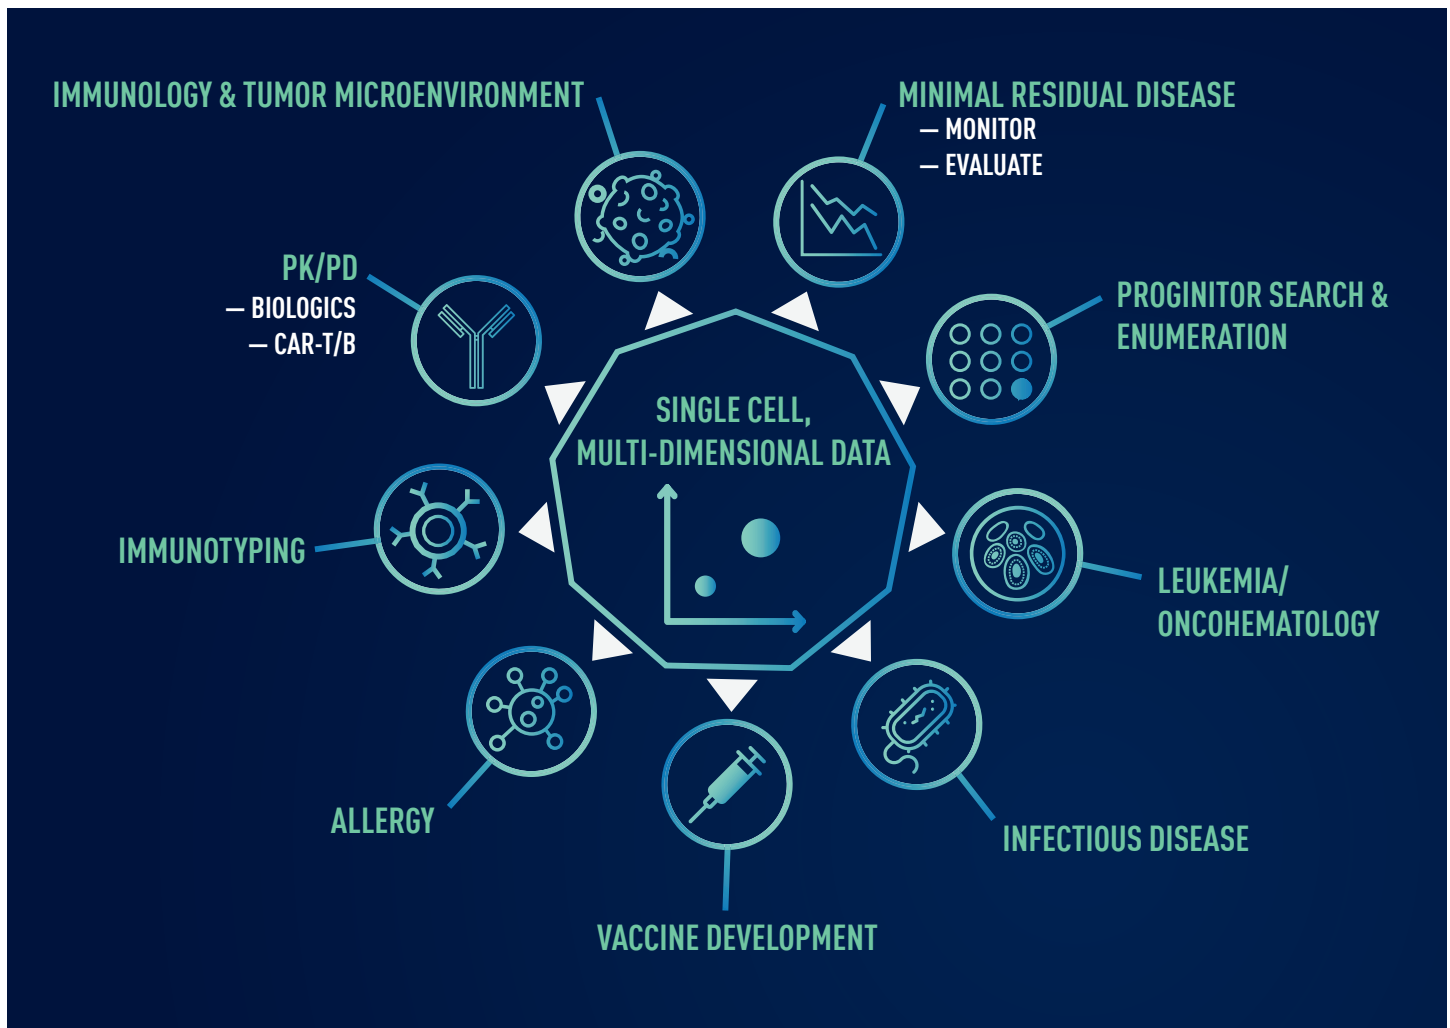 IMMUNOLOGY & TUMOR MICROENVIRONMENT
MINIMAL RESIDUAL DISEASE
– MONITOR
– EVALUATE
PK/PD
– BIOLOGICS
– CAR-T/B
PROGINITOR SEARCH &
ENUMERATION
SINGLE CELL,
MULTI-DIMENSIONAL DATA
IMMUNOTYPING
LEUKEMIA/
ONCOHEMATOLOGY
ALLERGY
INFECTIOUS DISEASE
VACCINE DEVELOPMENT